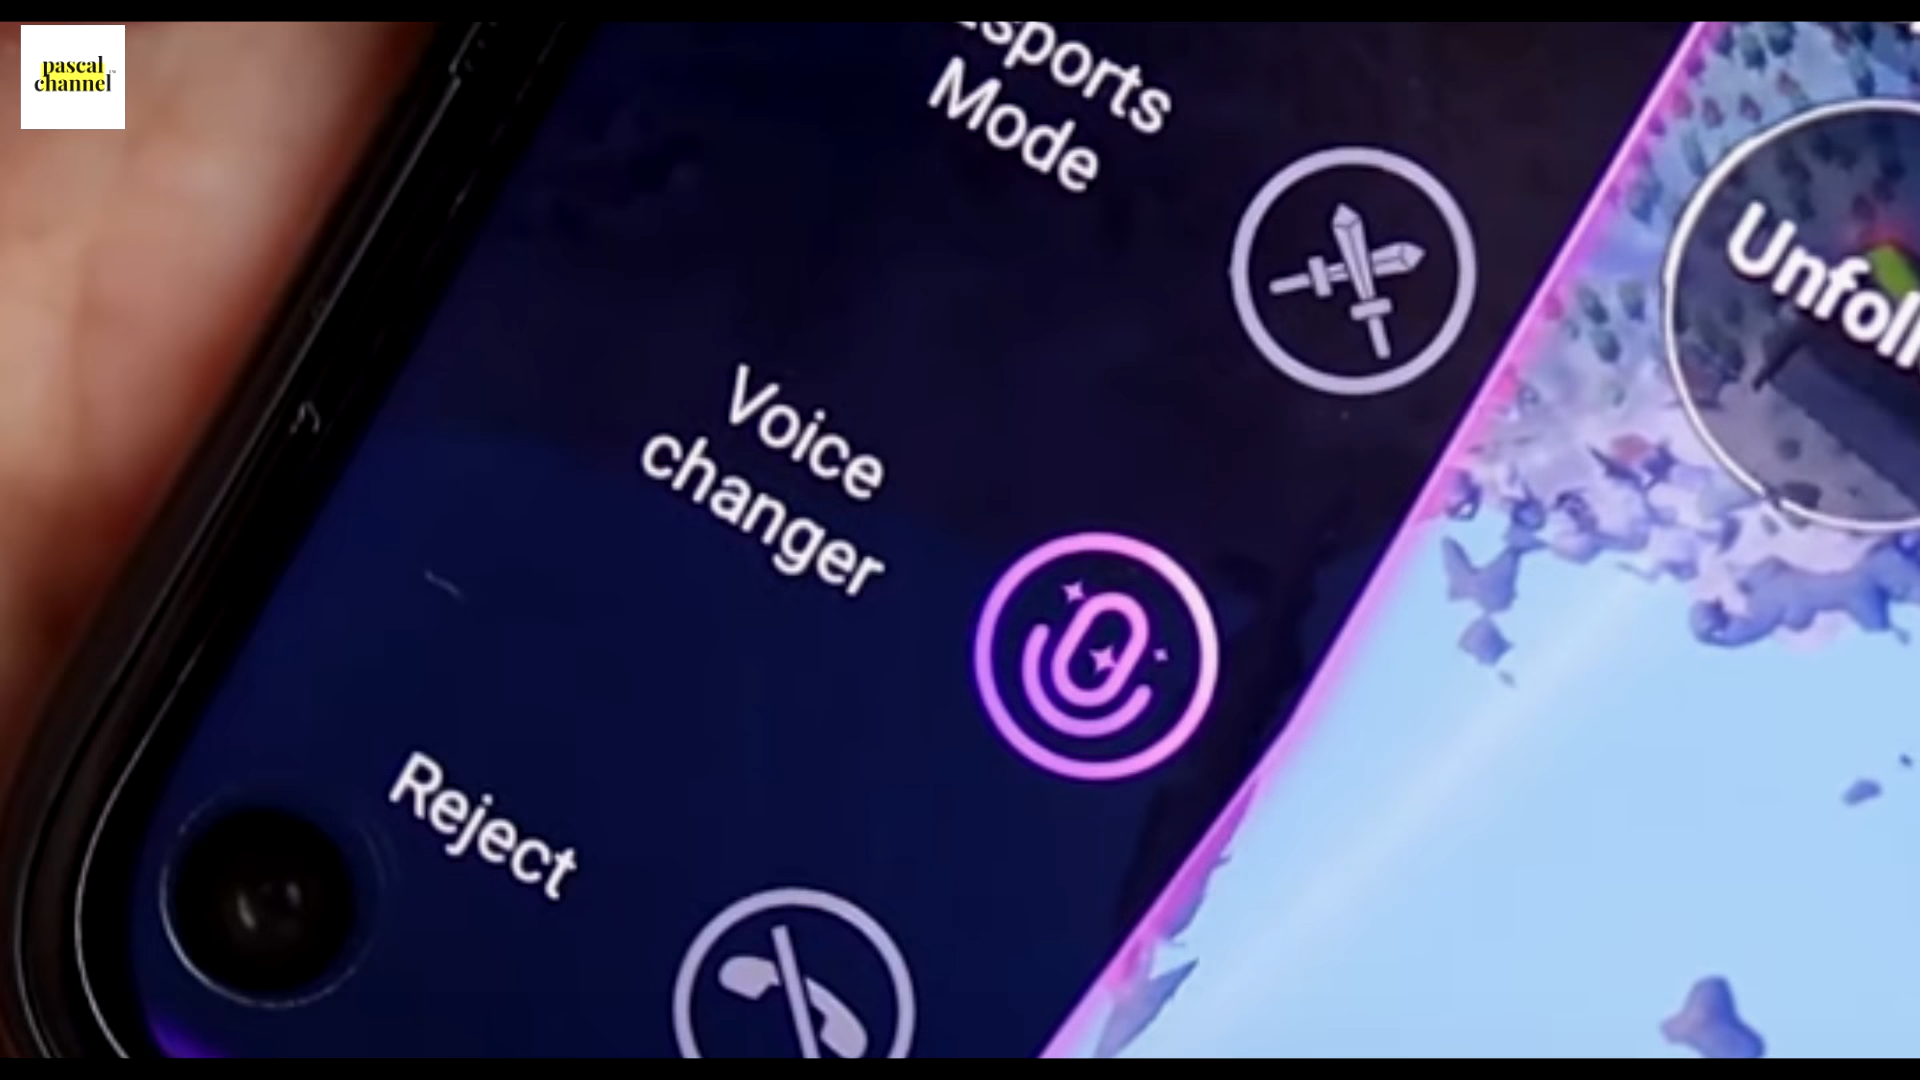 pascal
channel
Mode
Voice
changer
Reject